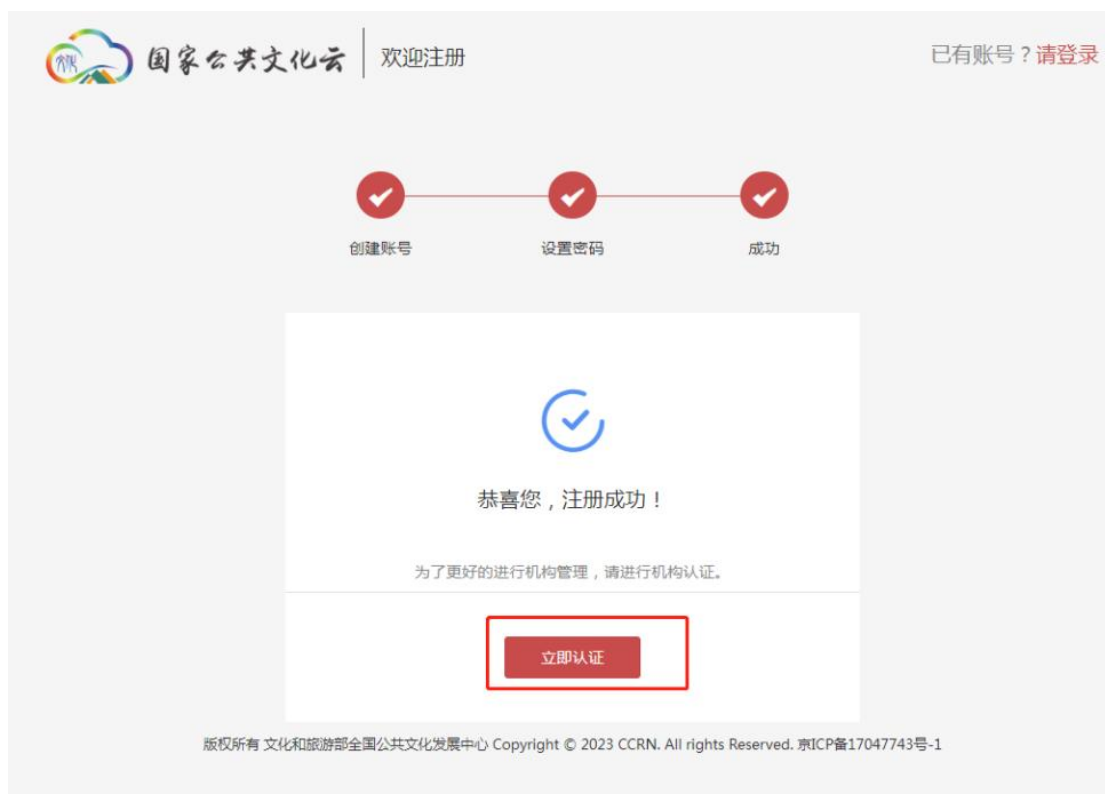 国家公共文化云 欢迎注册 已有账号？请登录
创建账号 设置密码 成功
恭喜您，注册成功！
为了更好的进行机构管理，请进行机构认证。
立即认证
版权所有 文化和旅游部全国公共文化发展中心 Copyright © 2023 CCRN. All rights Reserved. 京ICP备17047743号-1